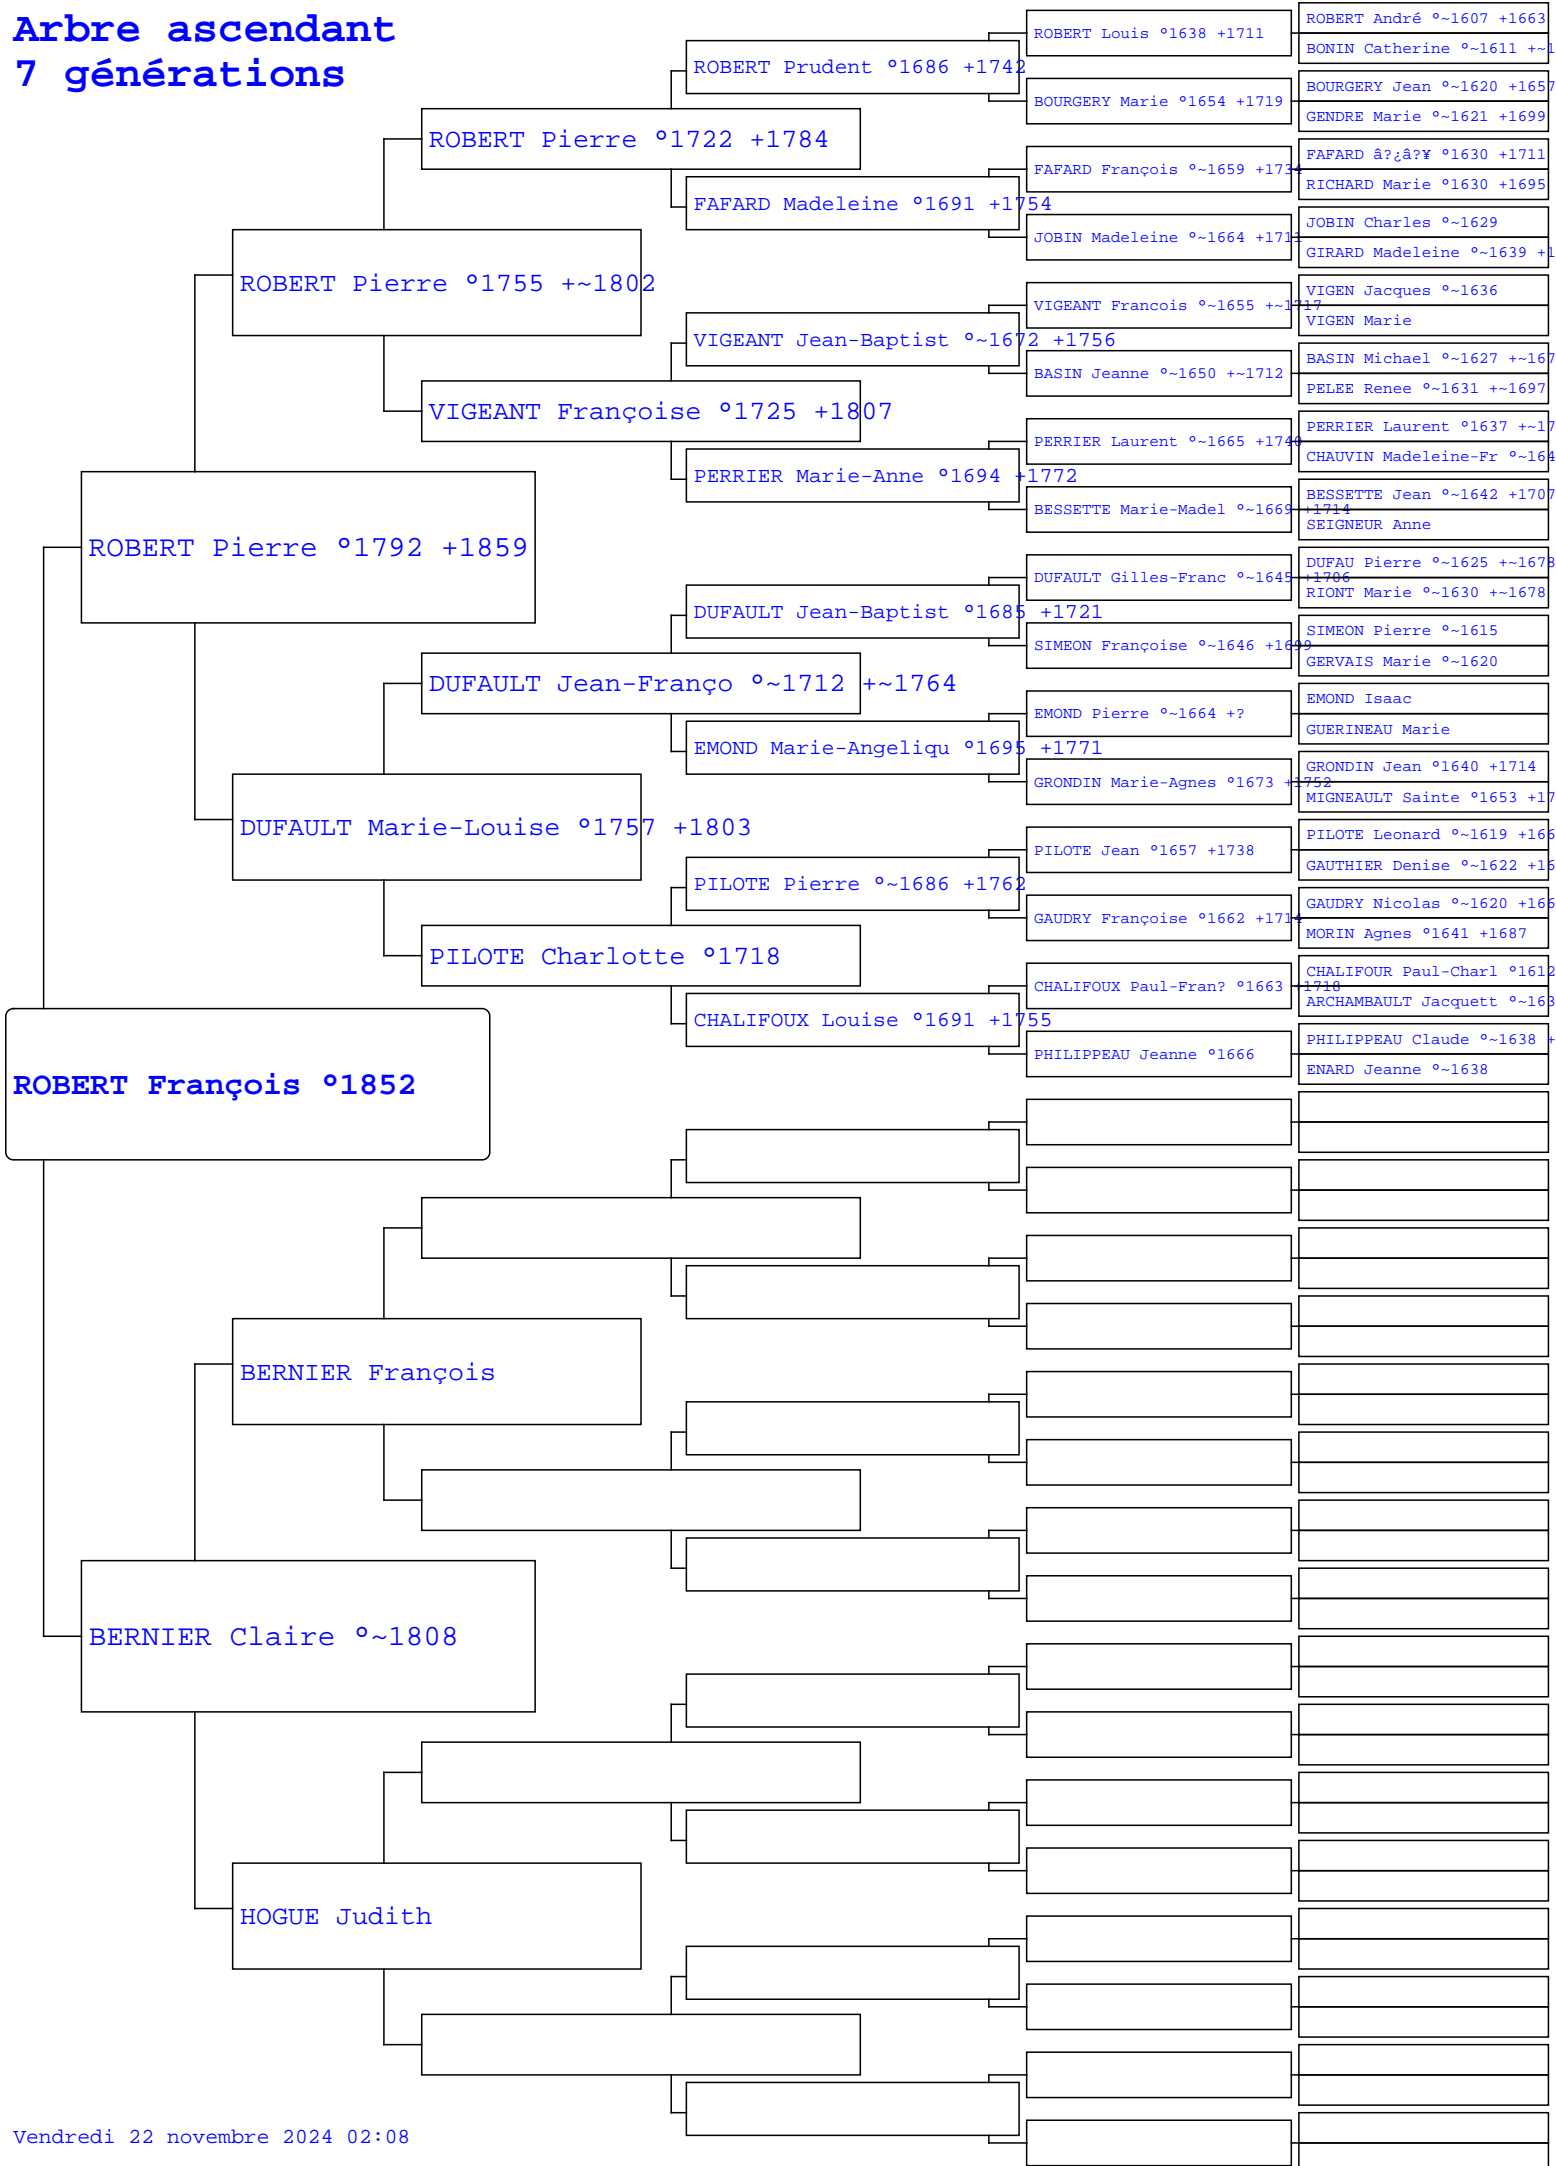 Arbre ascendant
7 générations
ROBERT François °1852
ROBERT Pierre °1792 +1859
BERNIER Claire °~1808
ROBERT Pierre °1755 +~1802
DUFAULT Marie-Louise °1757 +1803
BERNIER François
HOGUE Judith
ROBERT Pierre °1722 +1784
VIGEANT Françoise °1725 +1807
DUFAULT Jean-Franço °~1712 +~1764
PILOTE Charlotte °1718
ROBERT Prudent °1686 +1742
FAFARD Madeleine °1691 +1754
VIGEANT Jean-Baptist °~1672 +1756
PERRIER Marie-Anne °1694 +1772
DUFAULT Jean-Baptist °1685 +1721
EMOND Marie-Angeliqu °1695 +1771
PILOTE Pierre °~1686 +1762
CHALIFOUX Louise °1691 +1755
ROBERT Louis °1638 +1711
BOURGERY Marie °1654 +1719
FAFARD François °~1659 +1734
JOBIN Madeleine °~1664 +1711
VIGEANT Francois °~1655 +~1717
BASIN Jeanne °~1650 +~1712
PERRIER Laurent °~1665 +1740
BESSETTE Marie-Madel °~1669 +1714
DUFAULT Gilles-Franc °~1645 +1706
SIMEON Françoise °~1646 +1699
EMOND Pierre °~1664 +?
GRONDIN Marie-Agnes °1673 +1752
PILOTE Jean °1657 +1738
GAUDRY Françoise °1662 +1714
CHALIFOUX Paul-Fran? °1663 +1718
PHILIPPEAU Jeanne °1666
ROBERT André °~1607 +1663
BONIN Catherine °~1611 +~1
BOURGERY Jean °~1620 +1657
GENDRE Marie °~1621 +1699
FAFARD â?¿â?¥ °1630 +1711
RICHARD Marie °1630 +1695
JOBIN Charles °~1629
GIRARD Madeleine °~1639 +1
VIGEN Jacques °~1636
VIGEN Marie
BASIN Michael °~1627 +~167
PELEE Renee °~1631 +~1697
PERRIER Laurent °1637 +~17
CHAUVIN Madeleine-Fr °~164
BESSETTE Jean °~1642 +1707
SEIGNEUR Anne
DUFAU Pierre °~1625 +~1678
RIONT Marie °~1630 +~1678
SIMEON Pierre °~1615
GERVAIS Marie °~1620
EMOND Isaac
GUERINEAU Marie
GRONDIN Jean °1640 +1714
MIGNEAULT Sainte °1653 +17
PILOTE Leonard °~1619 +166
GAUTHIER Denise °~1622 +16
GAUDRY Nicolas °~1620 +166
MORIN Agnes °1641 +1687
CHALIFOUR Paul-Charl °1612
ARCHAMBAULT Jacquett °~163
PHILIPPEAU Claude °~1638 +
ENARD Jeanne °~1638
Vendredi 22 novembre 2024 02:08